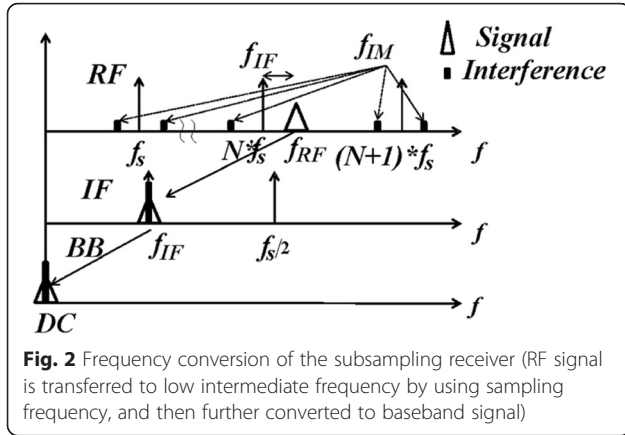 Signal
Interference
RF
f_IF
f_IM
f_s
N*f_s
f_RF
(N+1)*f_s
f
IF
f_IF
f_s/2
f
BB
DC
f
Fig. 2 Frequency conversion of the subsampling receiver (RF signal
is transferred to low intermediate frequency by using sampling
frequency, and then further converted to baseband signal)